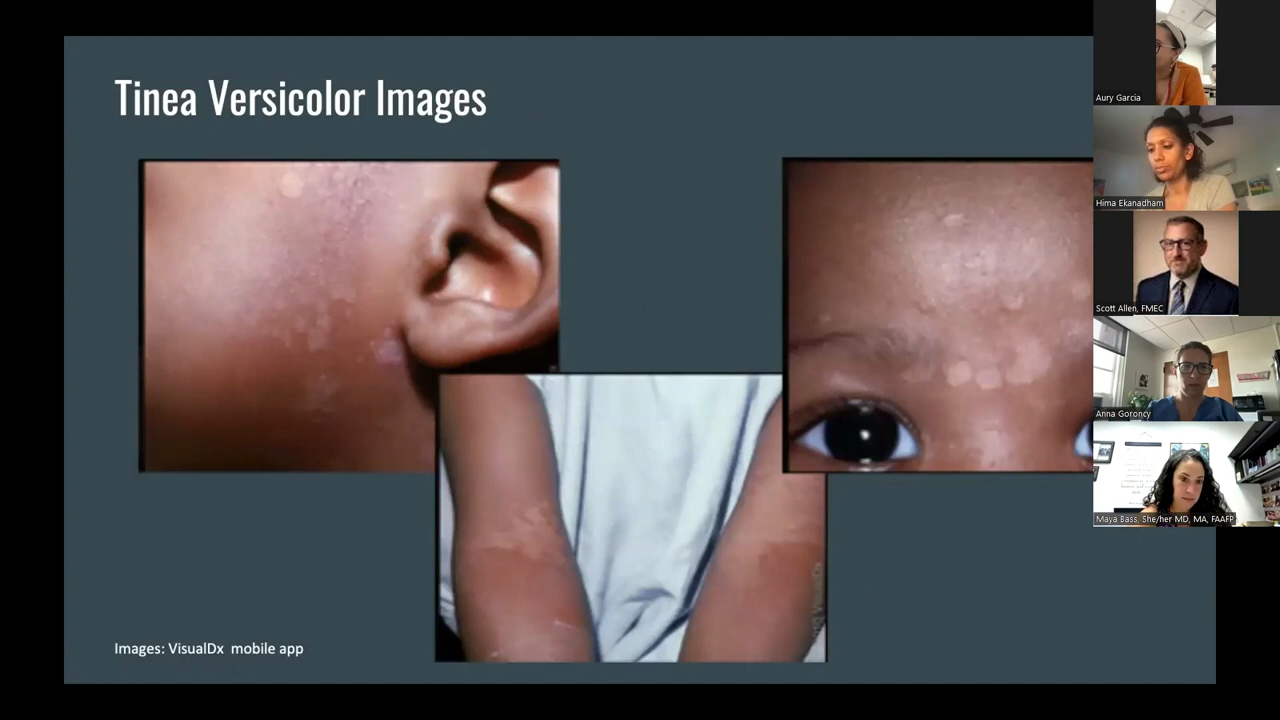 Tinea Versicolor Images
Images: VisualDx mobile app
Aury Garcia
Hima Ekanadham
Scott Allen, FMEC
Anna Goroncy
Maya Bass, She/her MD, MA, FAAFP